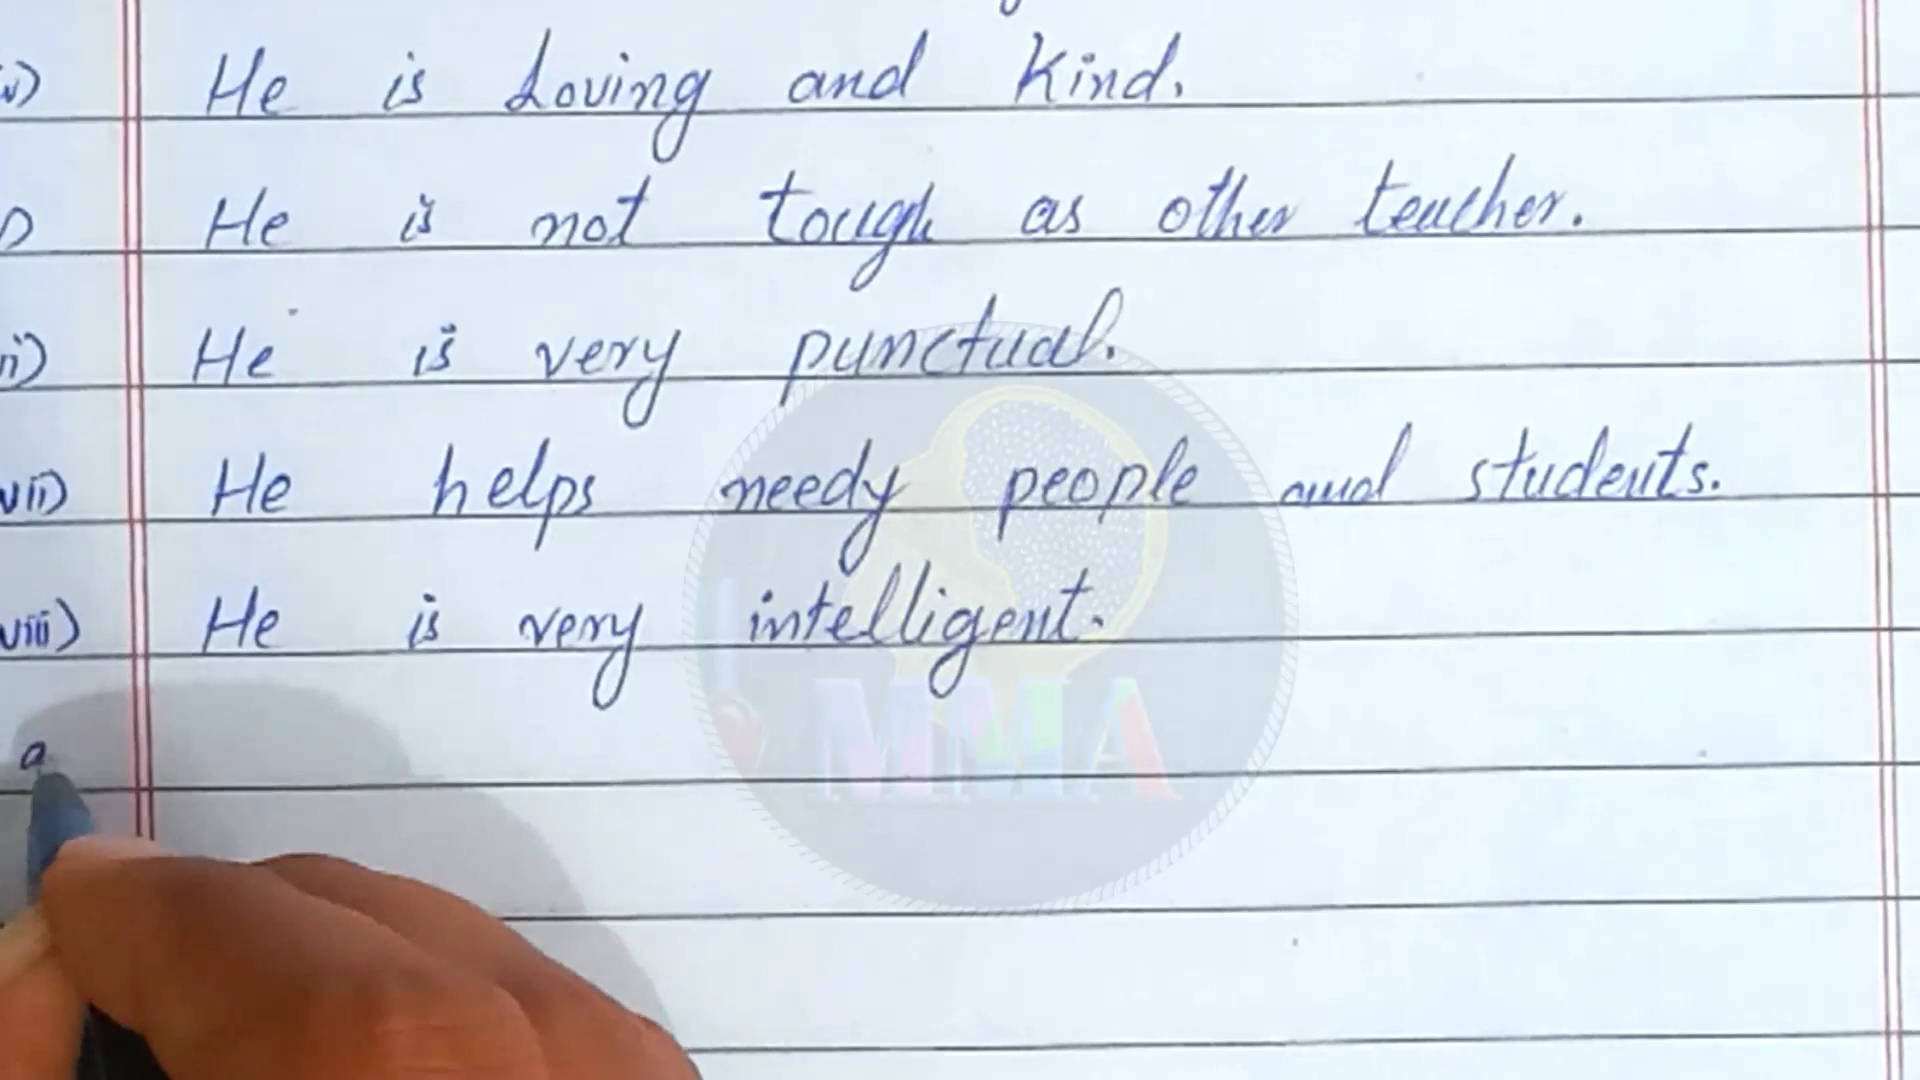 He is Loving and Kind.
He is not tough as other teacher.
He is very punctual.
vii) He helps needy people and students.
viii) He is very intelligent.
MMA